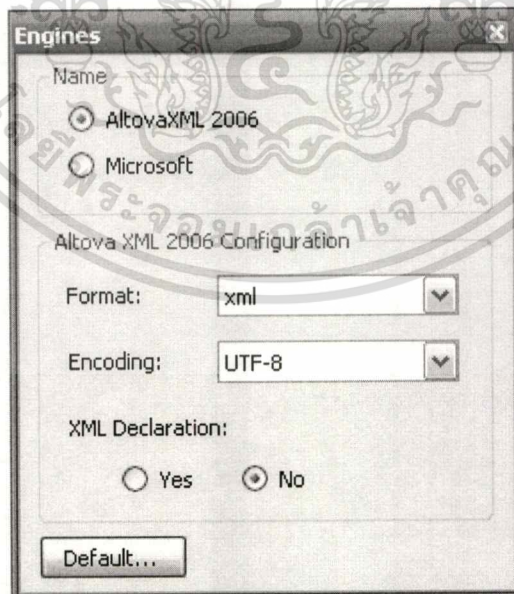 Engines
Name
AltovaXML 2006
Microsoft
Altova XML 2006 Configuration
Format: xml
Encoding: UTF-8
XML Declaration:
Yes No
Default...